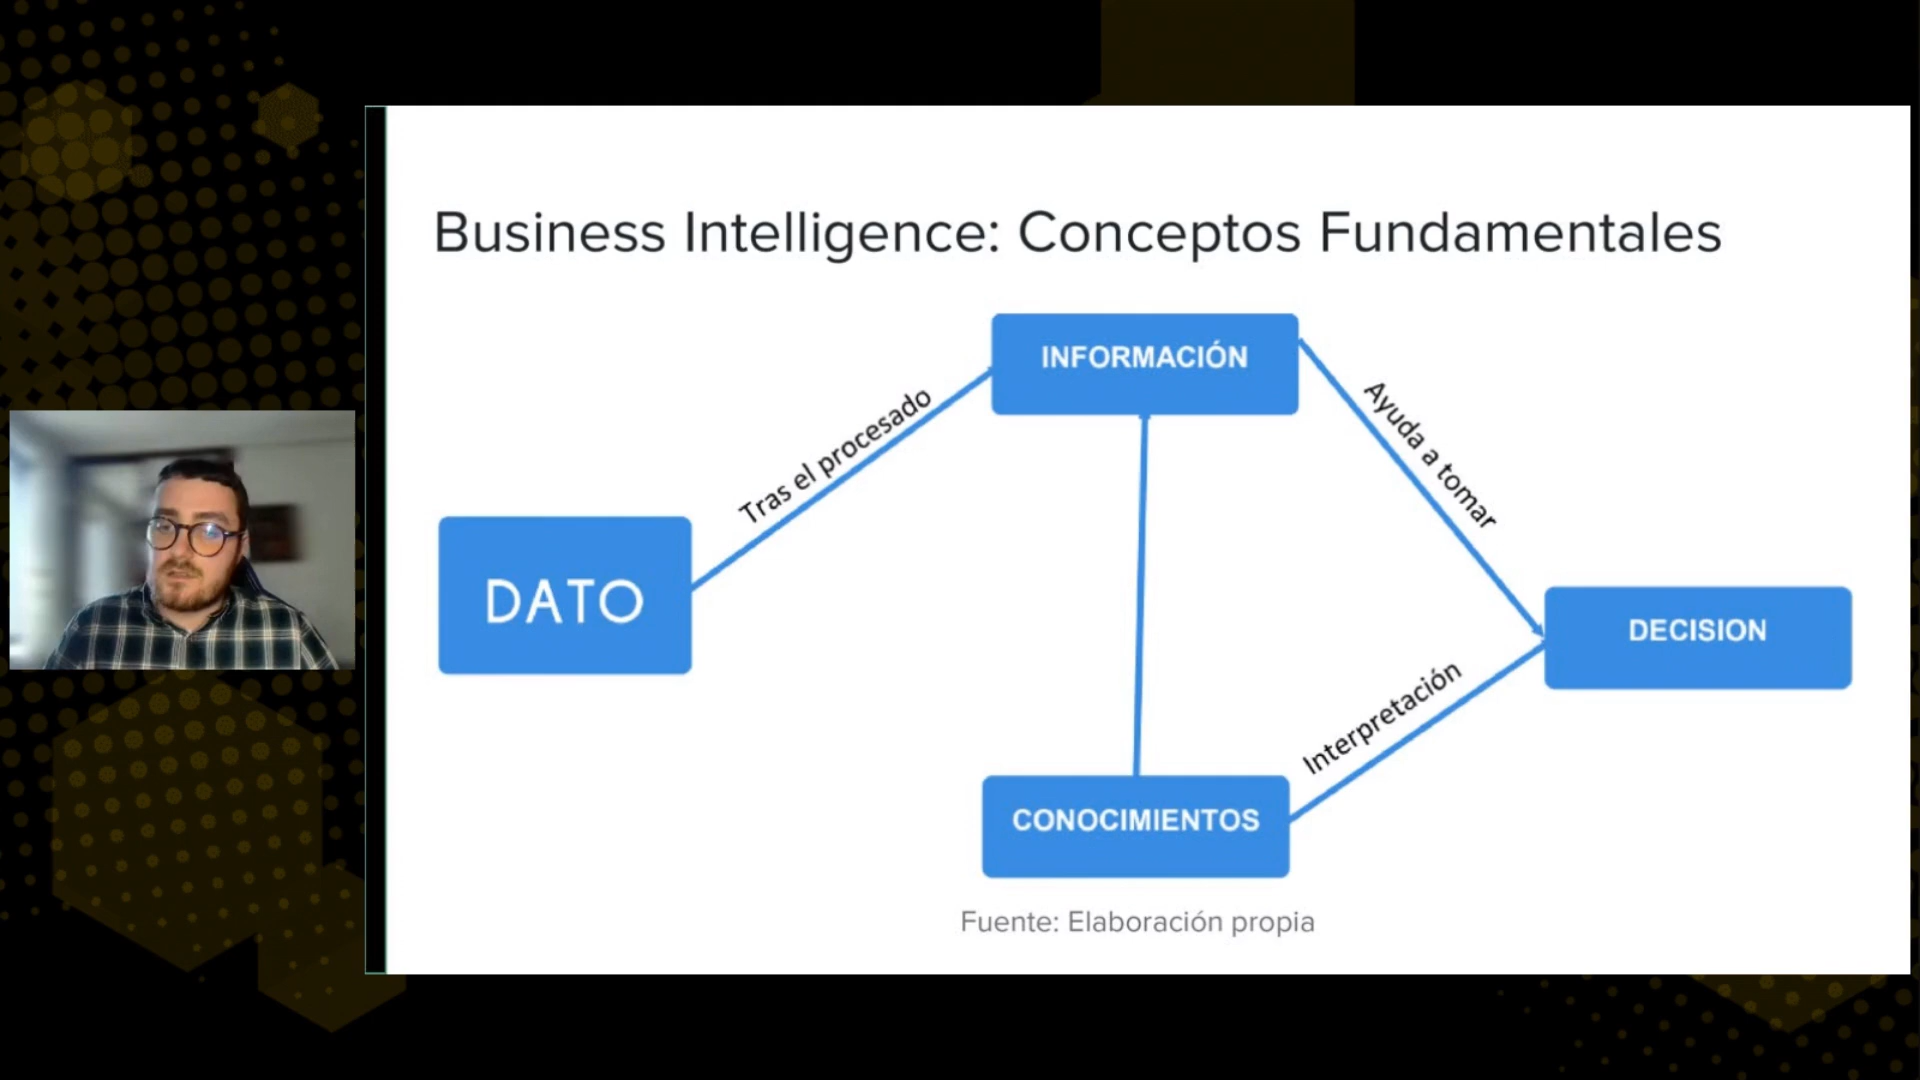 Business Intelligence: Conceptos Fundamentales
INFORMACIÓN
Tras el procesado
Ayuda a tomar
DATO
DECISION
Interpretación
CONOCIMIENTOS
Fuente: Elaboración propia